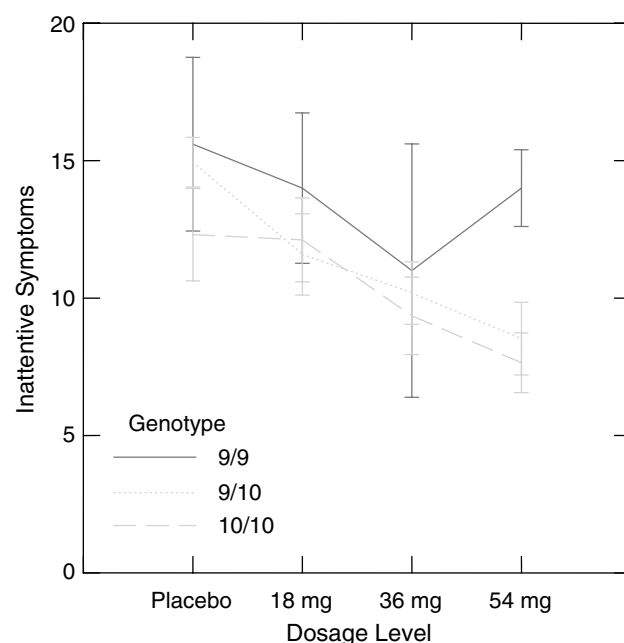 20
15
10
5
0
Inattentive Symptoms
Genotype
9/9
9/10
10/10
Placebo 18 mg 36 mg 54 mg
Dosage Level